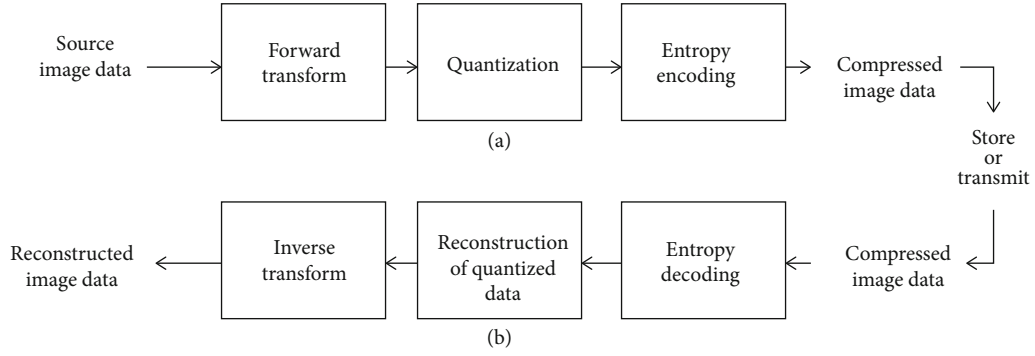 Source
image data
Forward
transform
Quantization
Entropy
encoding
Compressed
image data
(a)
Store
or
transmit
Reconstructed
image data
Inverse
transform
Reconstruction
of quantized
data
Entropy
decoding
Compressed
image data
(b)